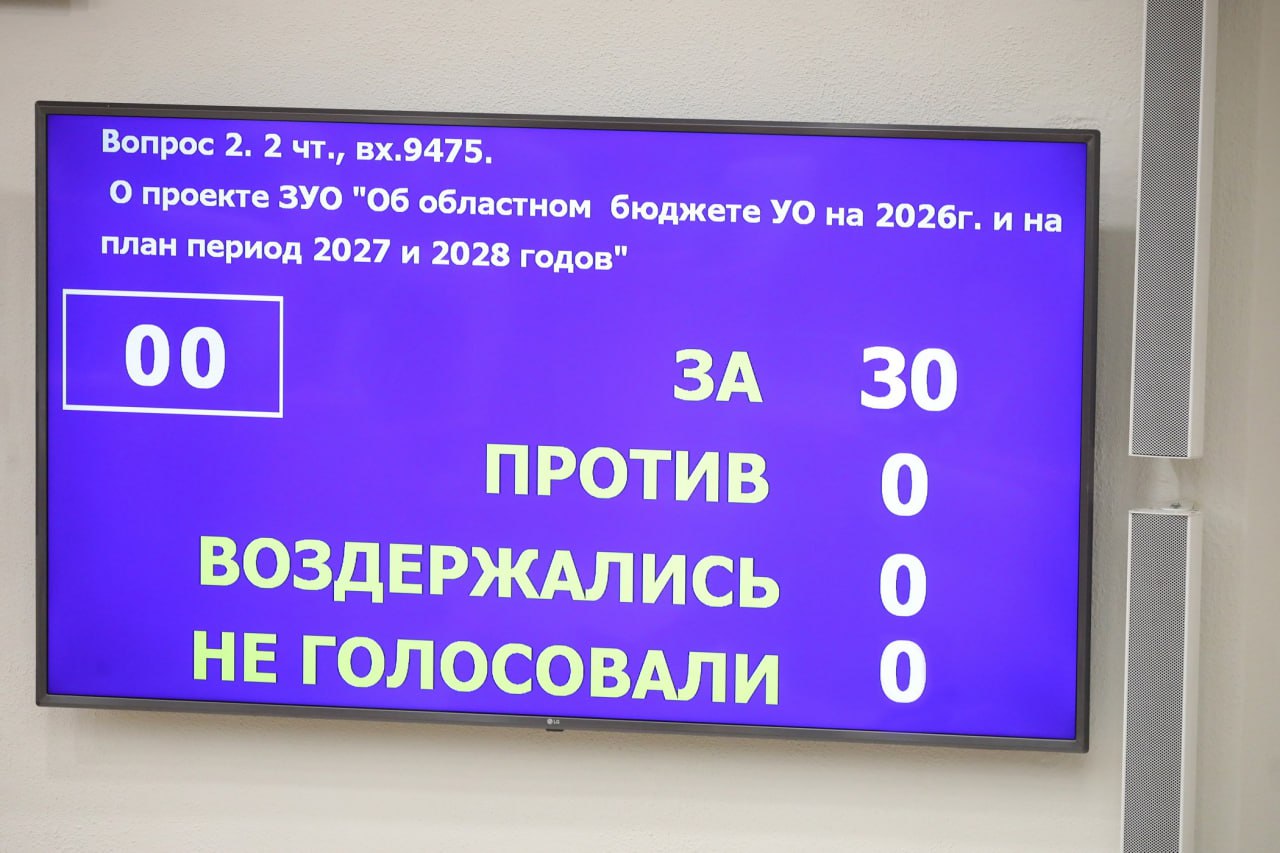 Вопрос 2. 2 чт., вх.9475.
О проекте ЗУО "Об областном бюджете УО на 2026г. и на
план период 2027 и 2028 годов"
00
ЗА 30
ПРОТИВ 0
ВОЗДЕРЖАЛИСЬ 0
НЕ ГОЛОСОВАЛИ 0
LG